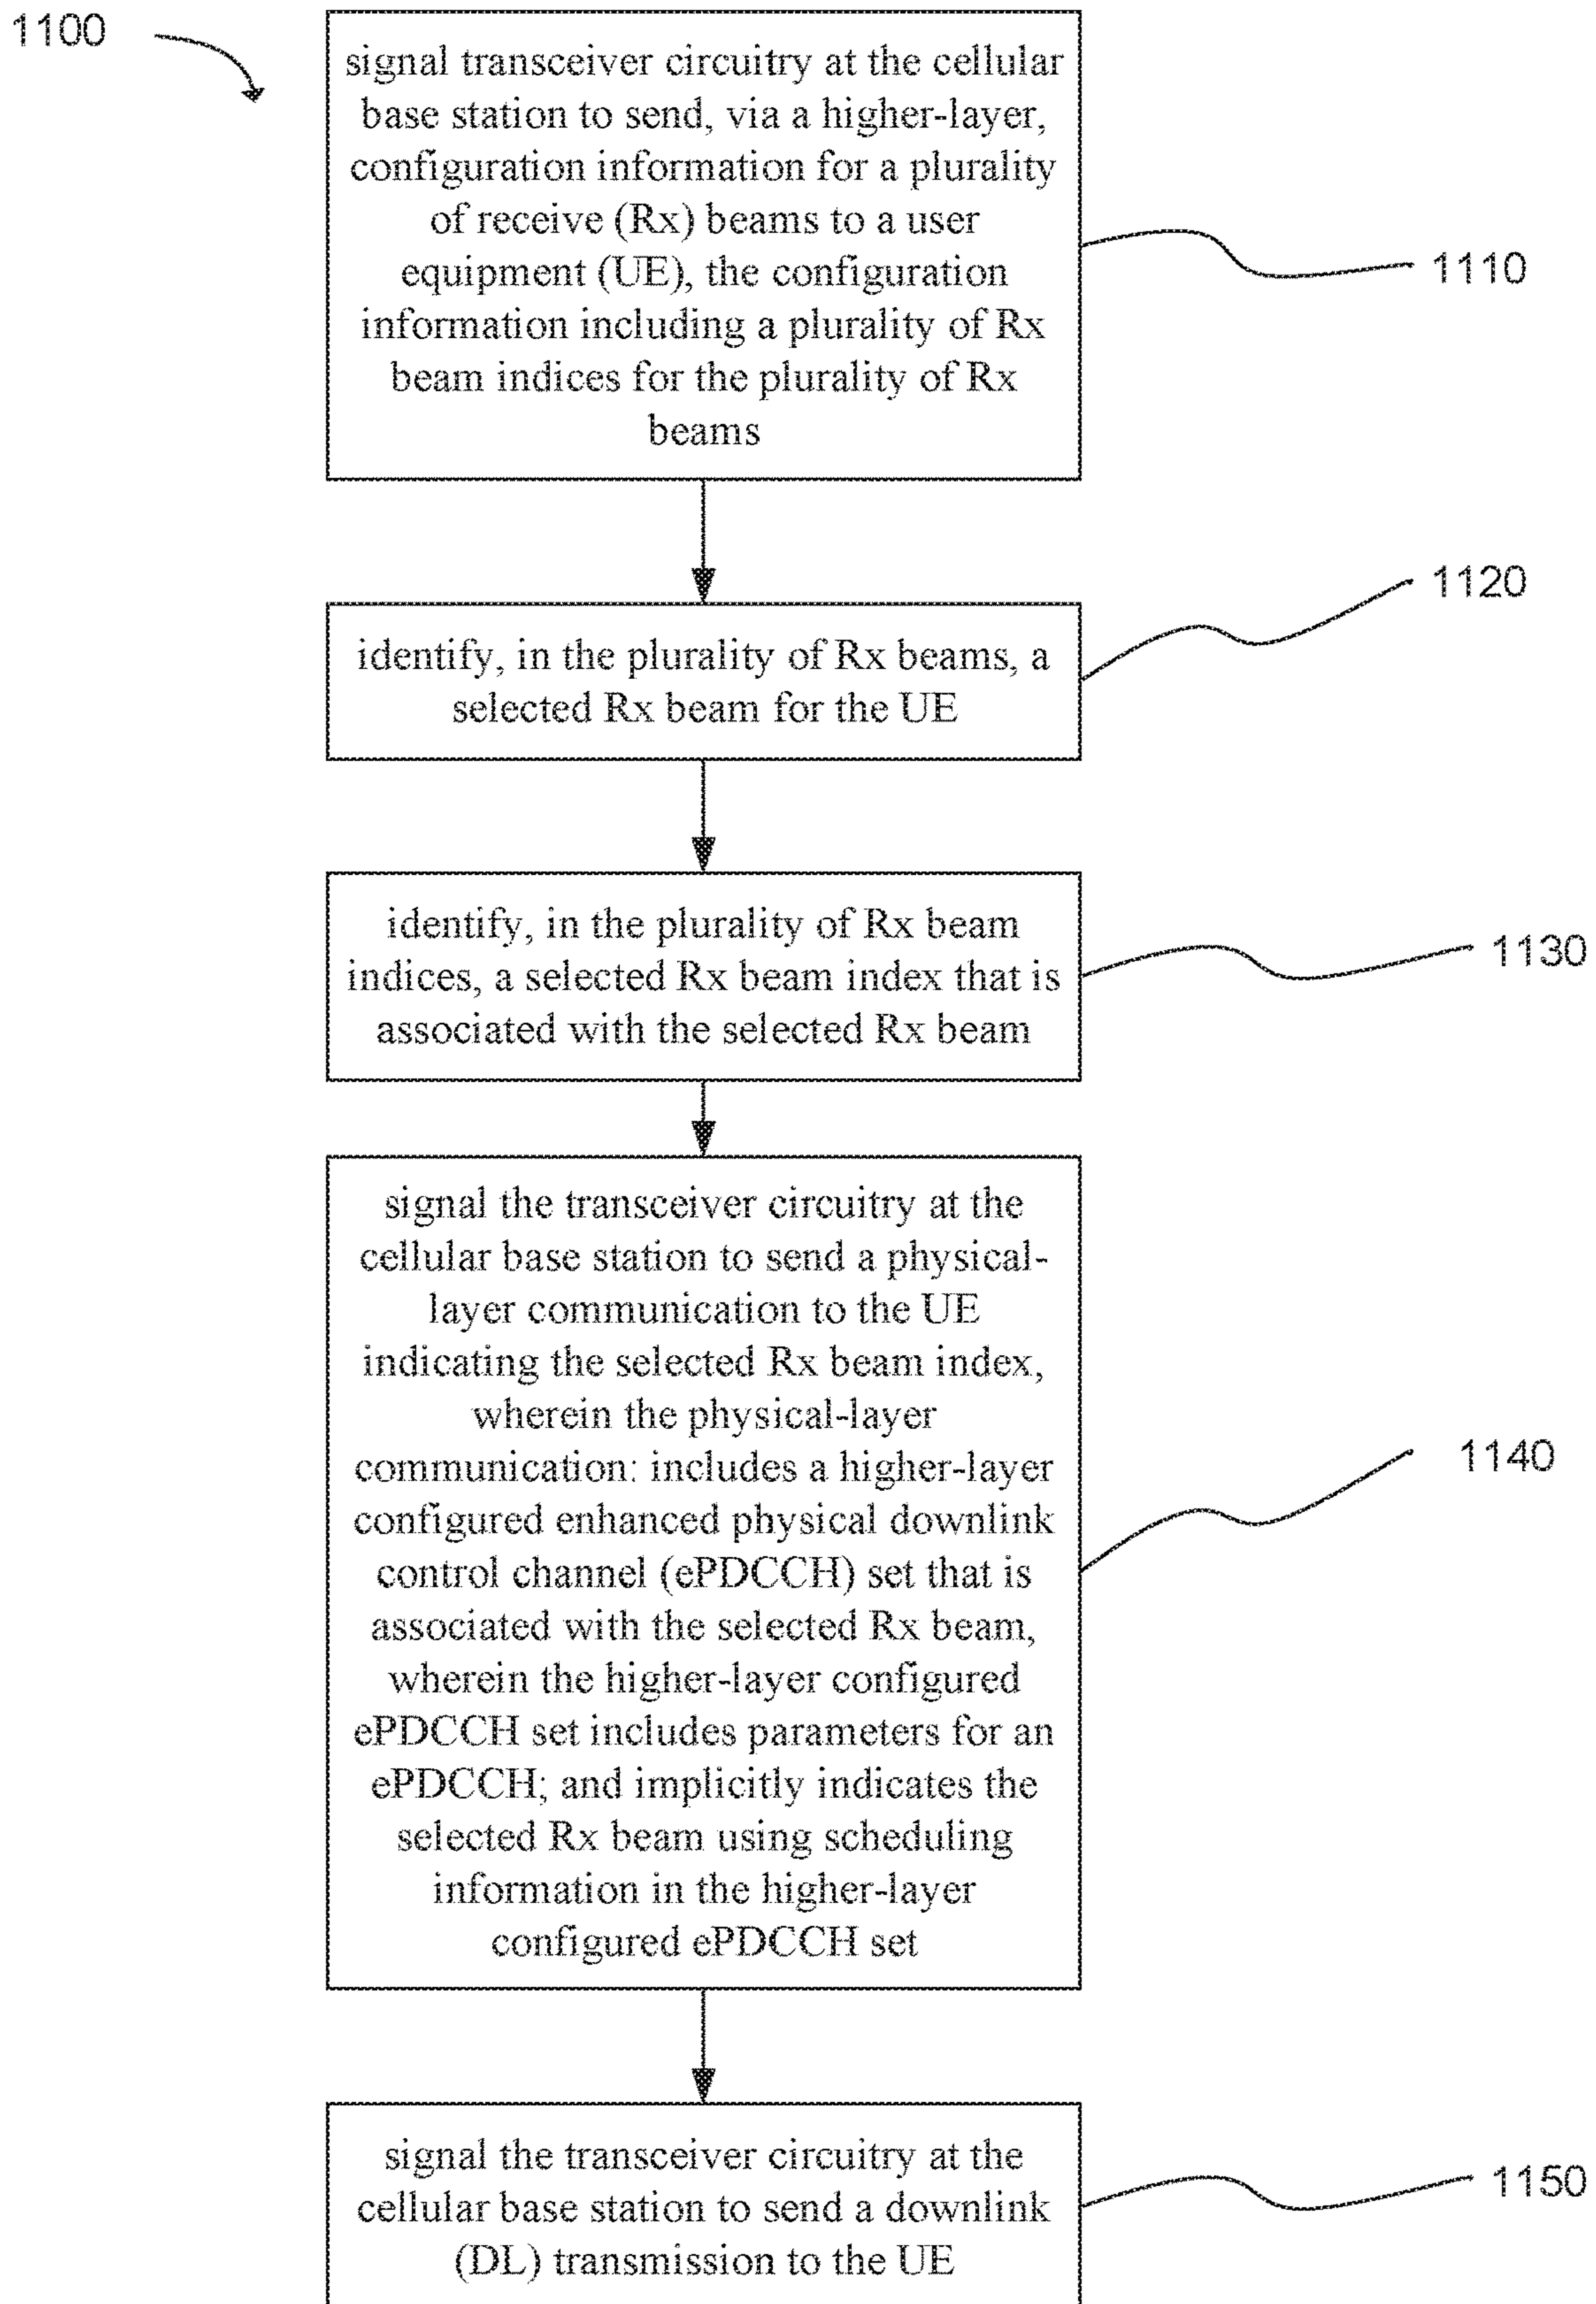 1100
signal transceiver circuitry at the cellular
base station to send, via a higher-layer,
configuration information for a plurality
of receive (Rx) beams to a user
equipment (UE), the configuration
information including a plurality of Rx
beam indices for the plurality of Rx
beams
1110
identify, in the plurality of Rx beams, a
selected Rx beam for the UE
1120
identify, in the plurality of Rx beam
indices, a selected Rx beam index that is
associated with the selected Rx beam
1130
signal the transceiver circuitry at the
cellular base station to send a physical-
layer communication to the UE
indicating the selected Rx beam index,
wherein the physical-layer
communication: includes a higher-layer
configured enhanced physical downlink
control channel (ePDCCH) set that is
associated with the selected Rx beam,
wherein the higher-layer configured
ePDCCH set includes parameters for an
ePDCCH; and implicitly indicates the
selected Rx beam using scheduling
information in the higher-layer
configured ePDCCH set
1140
signal the transceiver circuitry at the
cellular base station to send a downlink
(DL) transmission to the UE
1150